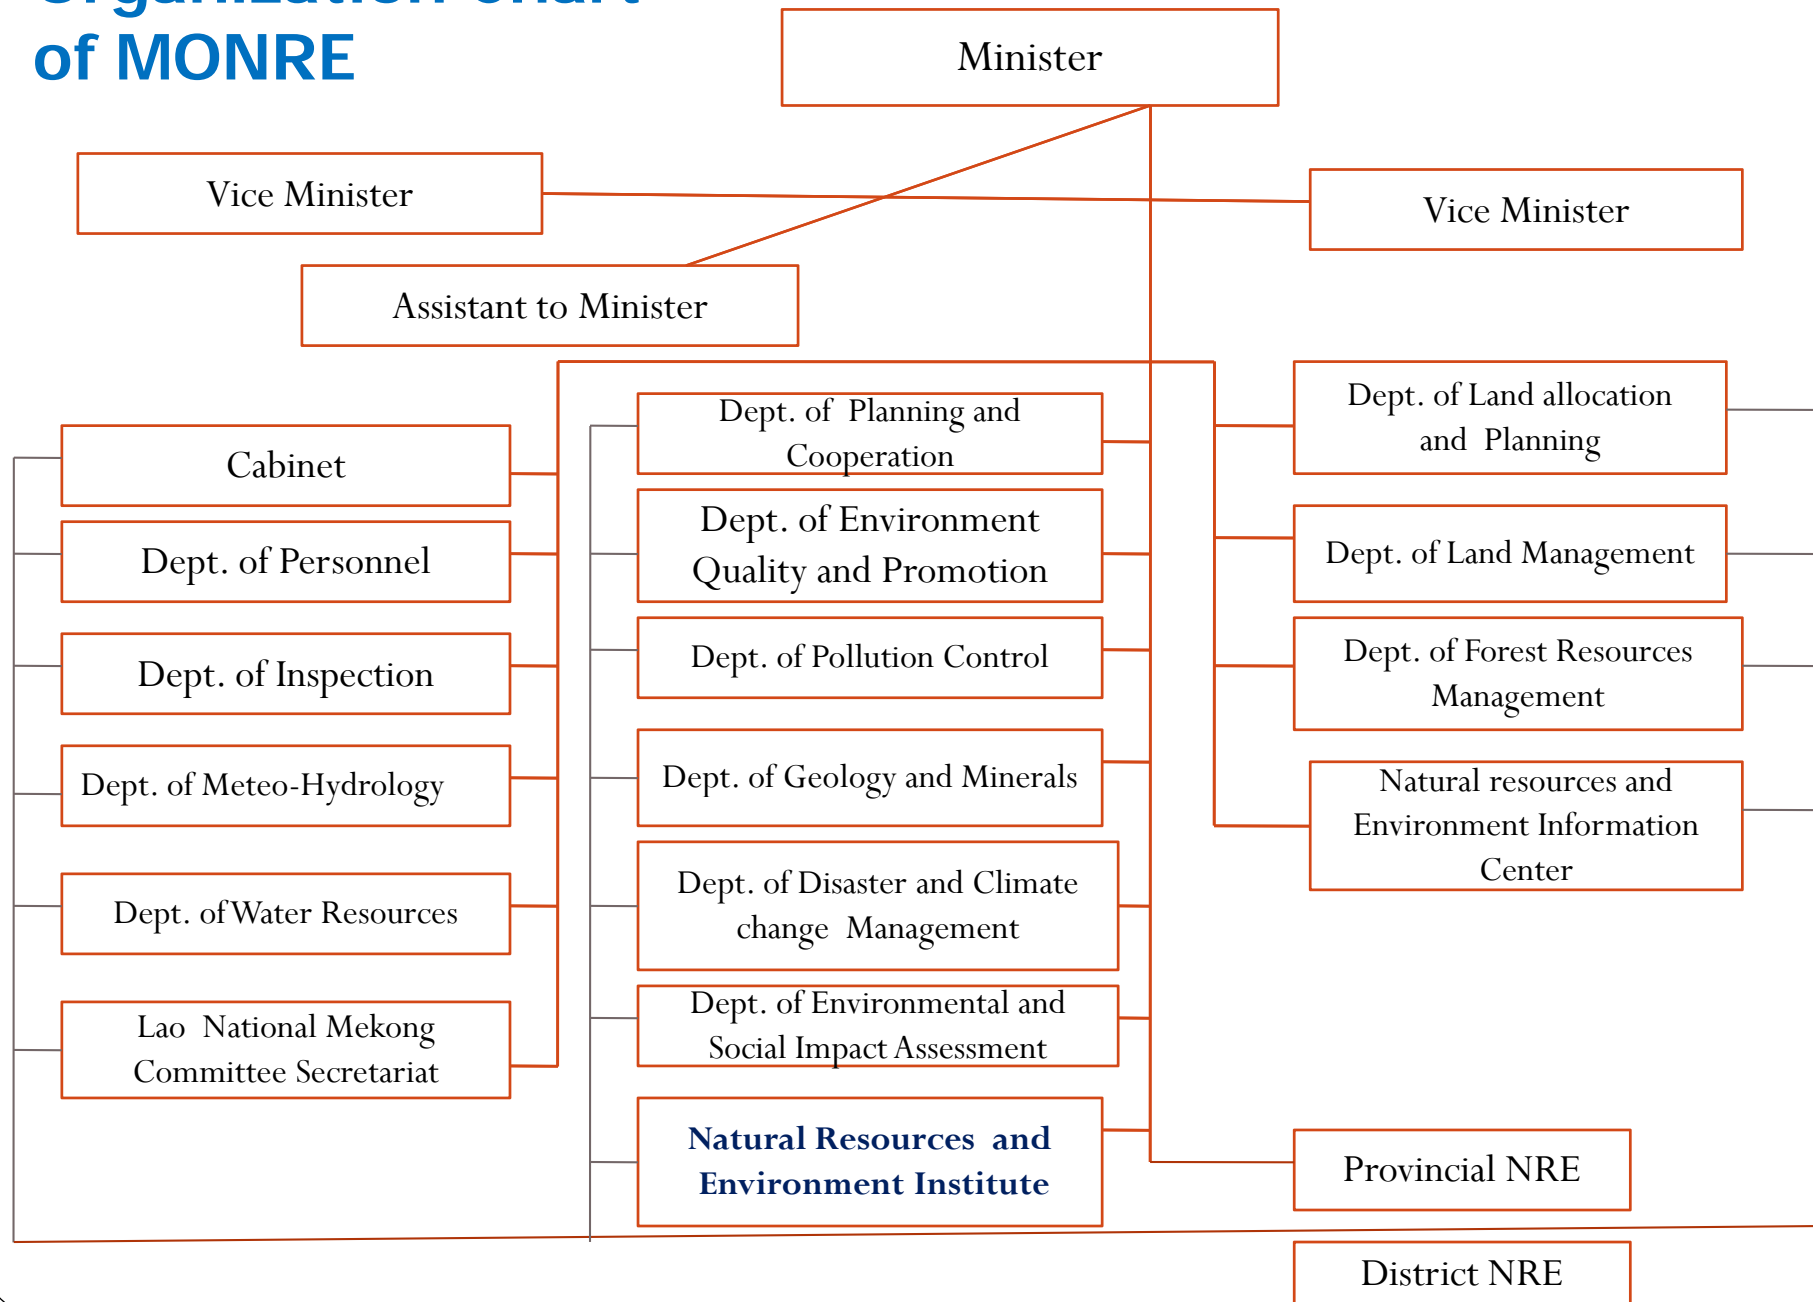 Organization Chart
of MONRE
Minister
Vice Minister
Vice Minister
Assistant to Minister
Cabinet
Dept. of Personnel
Dept. of Inspection
Dept. of Meteo-Hydrology
Dept. of Water Resources
Lao National Mekong
Committee Secretariat
Dept. of Planning and
Cooperation
Dept. of Environment
Quality and Promotion
Dept. of Pollution Control
Dept. of Geology and Minerals
Dept. of Disaster and Climate
change Management
Dept. of Environmental and
Social Impact Assessment
Natural Resources and
Environment Institute
Dept. of Land allocation
and Planning
Dept. of Land Management
Dept. of Forest Resources
Management
Natural resources and
Environment Information
Center
Provincial NRE
District NRE